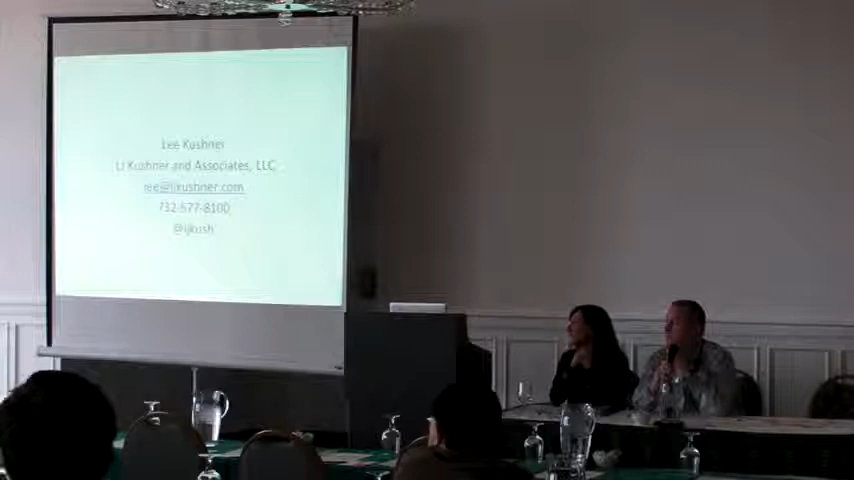 Lee Kushner
LJ Kushner and Associates, LLC
lee@ljkushner.com
732-577-8100
@ljkush